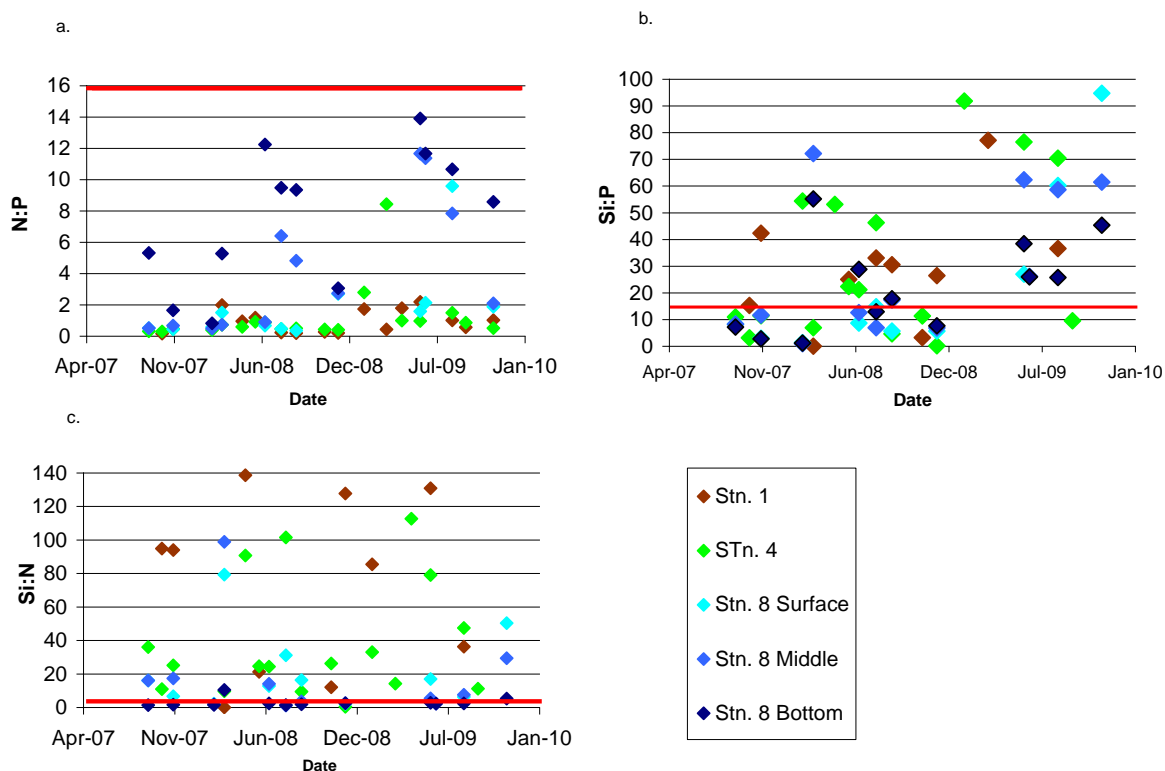 a.
N:P
16
14
12
10
8
6
4
2
0
Apr-07 Nov-07 Jun-08 Dec-08 Jul-09 Jan-10
Date
b.
Si:P
100
90
80
70
60
50
40
30
20
10
0
Apr-07 Nov-07 Jun-08 Dec-08 Jul-09 Jan-10
Date
c.
Si:N
140
120
100
80
60
40
20
0
Apr-07 Nov-07 Jun-08 Dec-08 Jul-09 Jan-10
Date
Stn. 1
STn. 4
Stn. 8 Surface
Stn. 8 Middle
Stn. 8 Bottom